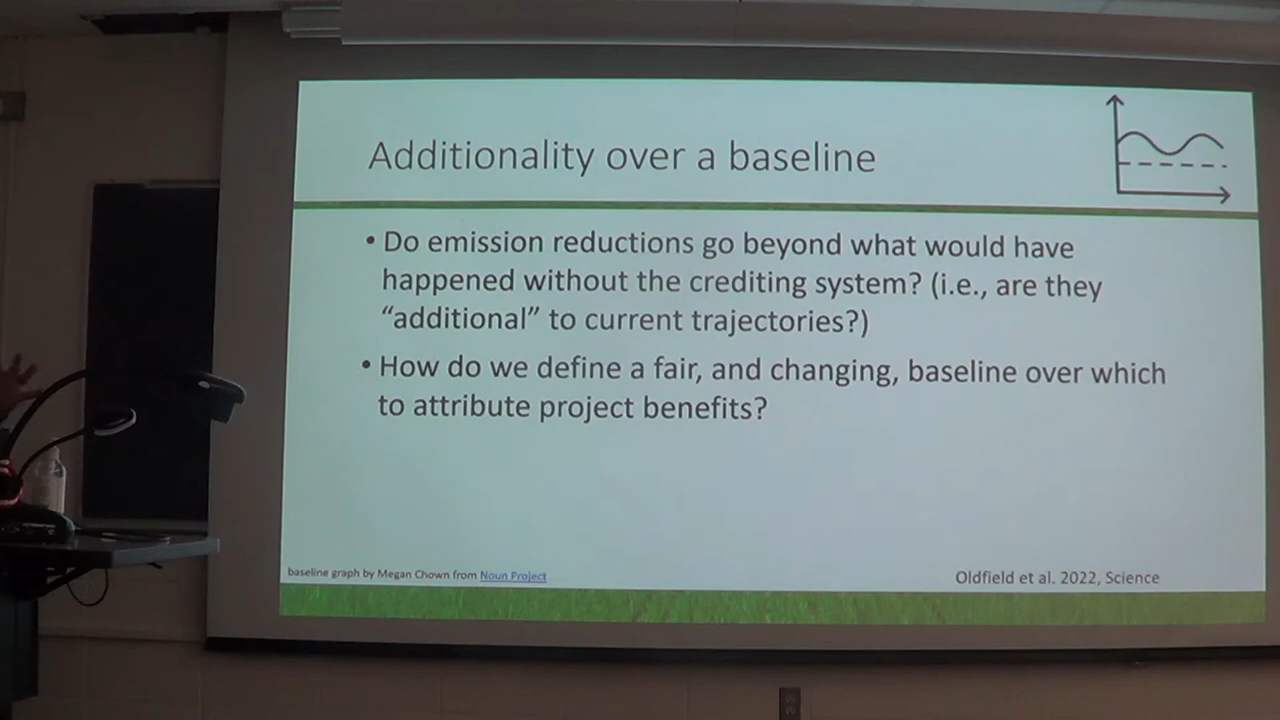 Additionality over a baseline
• Do emission reductions go beyond what would have
happened without the crediting system? (i.e., are they
“additional” to current trajectories?)
• How do we define a fair, and changing, baseline over which
to attribute project benefits?
baseline graph by Megan Chown from Noun Project
Oldfield et al. 2022, Science